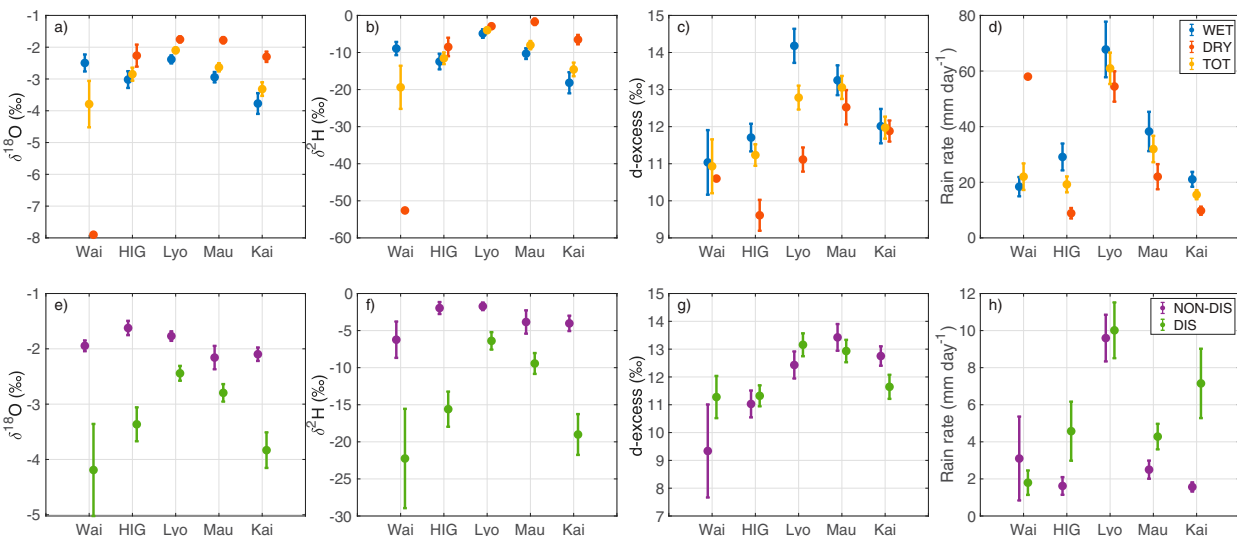 a)
δ18O (‰)
-1
-2
-3
-4
-5
-6
-7
-8
Wai HIG Lyo Mau Kai
b)
δ2H (‰)
0
-10
-20
-30
-40
-50
-60
Wai HIG Lyo Mau Kai
c)
d-excess (‰)
15
14
13
12
11
10
9
Wai HIG Lyo Mau Kai
d)
Rain rate (mm day-1)
80
60
40
20
0
WET
DRY
TOT
Wai HIG Lyo Mau Kai
e)
δ18O (‰)
-1
-2
-3
-4
-5
Wai HIG Lyo Mau Kai
f)
δ2H (‰)
0
-5
-10
-15
-20
-25
-30
Wai HIG Lyo Mau Kai
g)
d-excess (‰)
15
14
13
12
11
10
9
8
7
Wai HIG Lyo Mau Kai
h)
Rain rate (mm day-1)
12
10
8
6
4
2
0
NON-DIS
DIS
Wai HIG Lyo Mau Kai